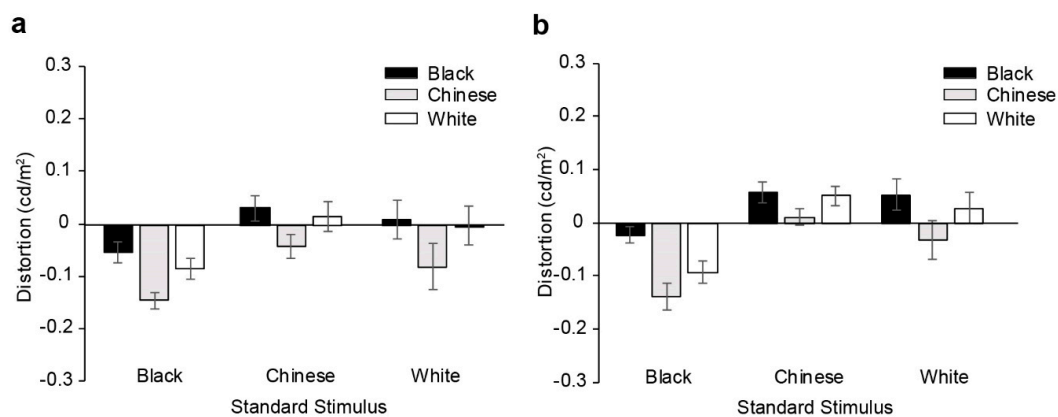 a
0.3
0.2
0.1
0
-0.1
-0.2
-0.3
Distortion (cd/m²)
Black
Chinese
White
Black Chinese White
Standard Stimulus
b
0.3
0.2
0.1
0
-0.1
-0.2
-0.3
Distortion (cd/m²)
Black
Chinese
White
Black Chinese White
Standard Stimulus